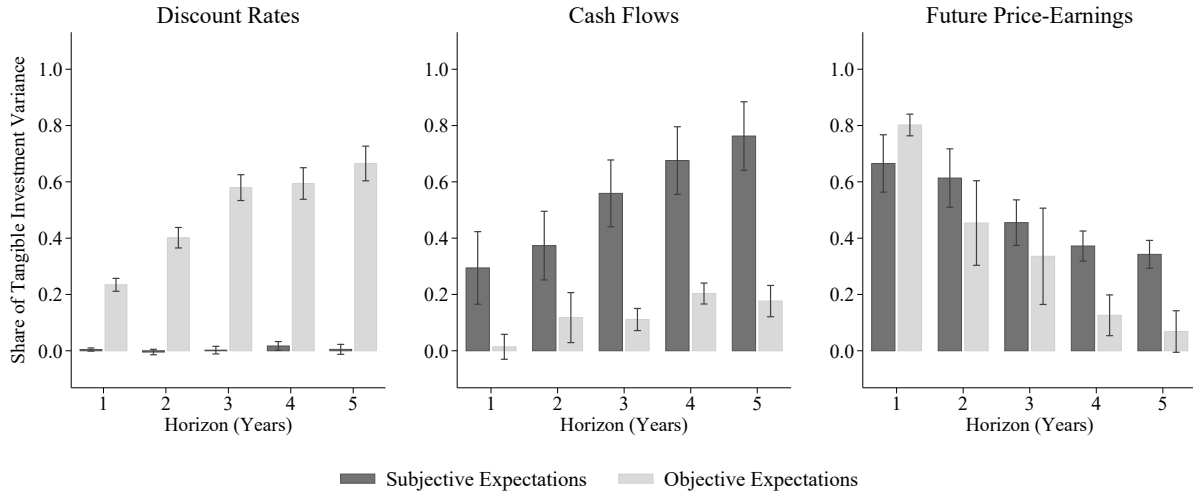 Discount Rates
Cash Flows
Future Price-Earnings
Share of Tangible Investment Variance
1.0
0.8
0.6
0.4
0.2
0.0
1 2 3 4 5
Horizon (Years)
1.0
0.8
0.6
0.4
0.2
0.0
1 2 3 4 5
Horizon (Years)
1.0
0.8
0.6
0.4
0.2
0.0
1 2 3 4 5
Horizon (Years)
Subjective Expectations
Objective Expectations